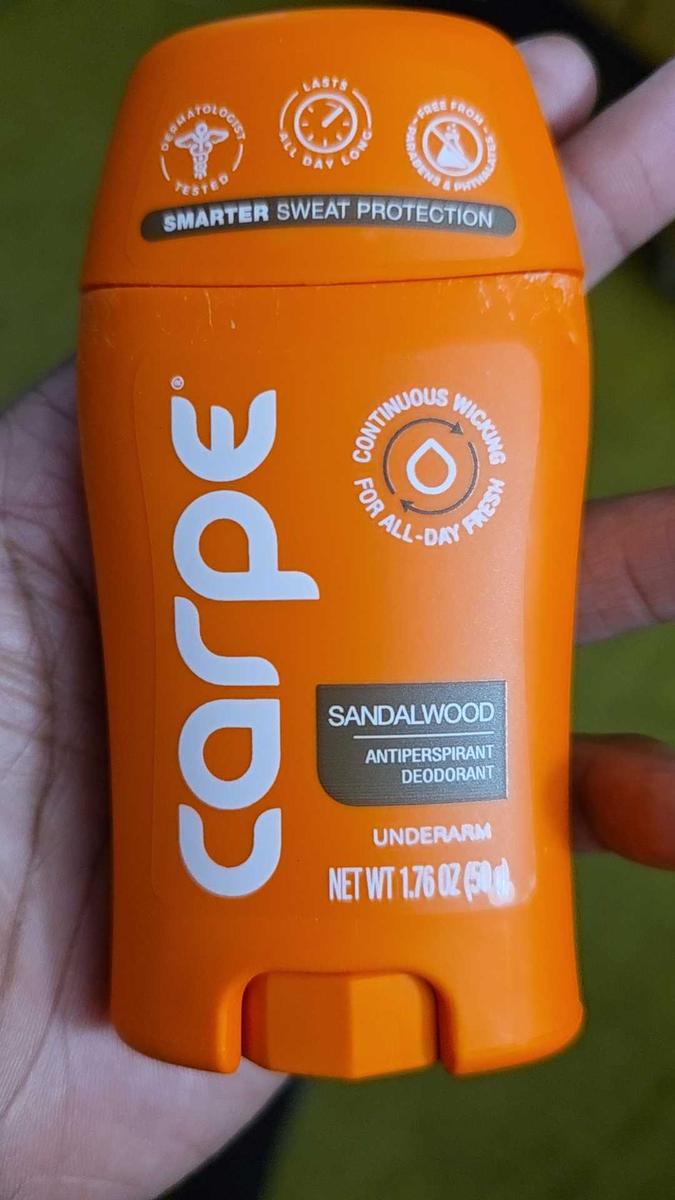 DERMATOLOGIST
TESTED
LASTS
ALL DAY LONG
FREE FROM
PARABENS & PHTHALATES
SMARTER SWEAT PROTECTION
carpe®
CONTINUOUS WICKING
FOR ALL-DAY FRESH
SANDALWOOD
ANTIPERSPIRANT
DEODORANT
UNDERARM
NET WT 1.76 OZ (50 g)